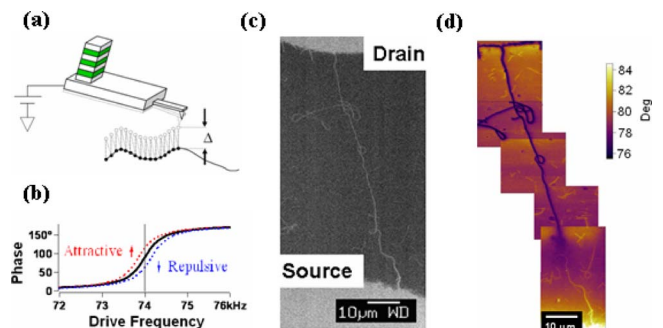 (a)
Δ
(b)
150°
100
50
0
Phase
Attractive
Repulsive
72 73 74 75 76kHz
Drive Frequency
(c)
Drain
Source
10µm WD
(d)
84
82
80
78
76
Deg
10 µm